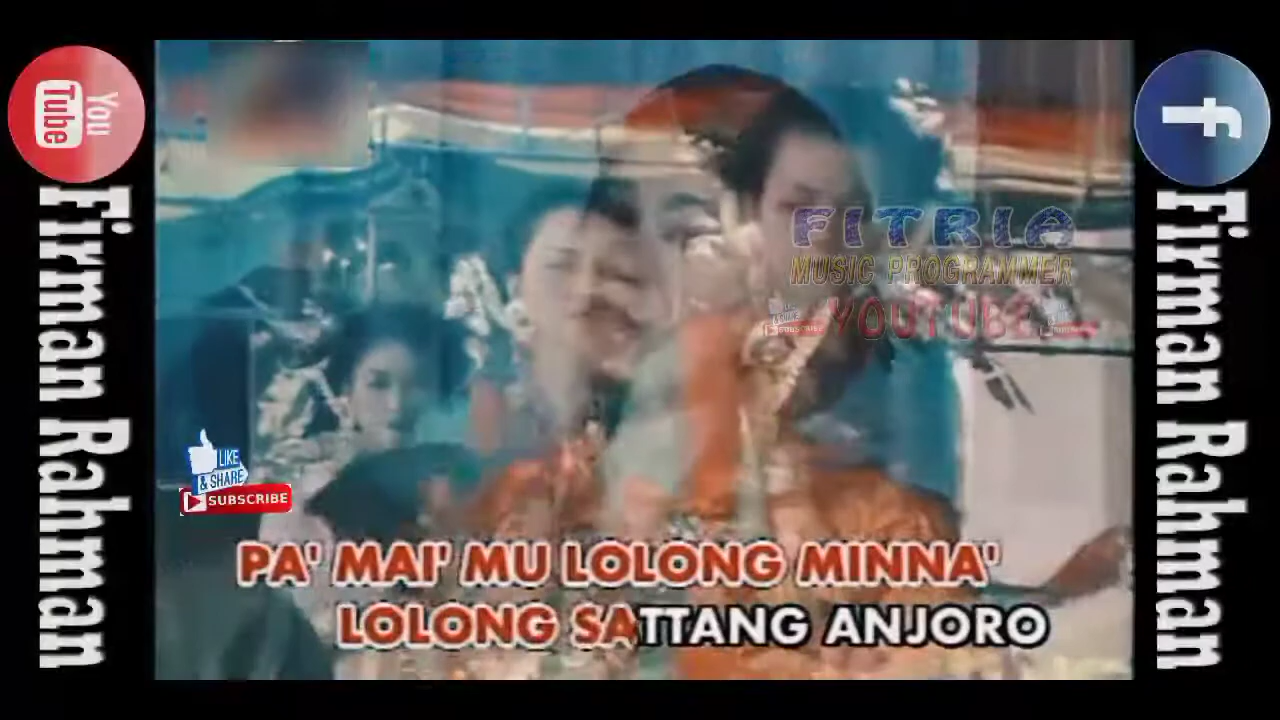 You
Tube
Firman Rahman
FITRIA
MUSIC PROGRAMMER
YOUTUBE
LIKE
& SHARE
SUBSCRIBE
PA' MAI' MU LOLONG MINNA'
LOLONG SATTANG ANJORO
f
Firman Rahman